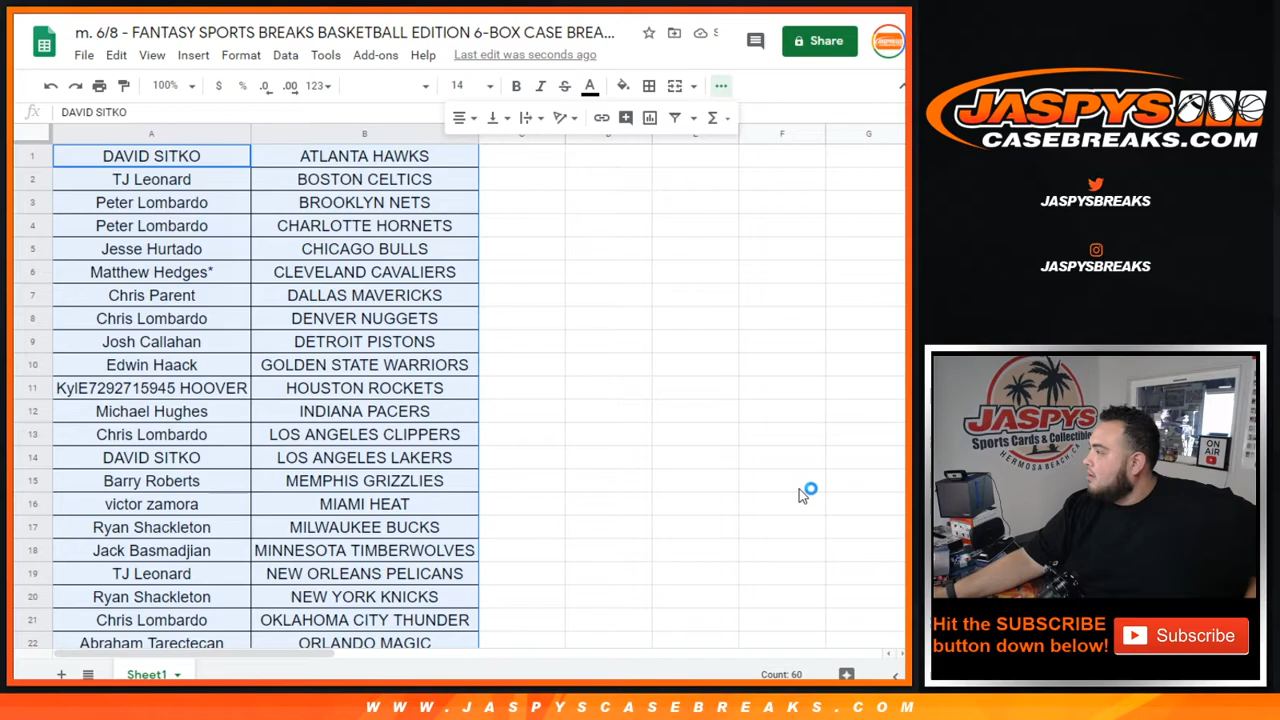 m. 6/8 - FANTASY SPORTS BREAKS BASKETBALL EDITION 6-BOX CASE BREA...
File Edit View Insert Format Data Tools Add-ons Help Last edit was seconds ago
Share
100% $ % .0 .00 123 14 B I S A
fx DAVID SITKO
A B F G
1 DAVID SITKO ATLANTA HAWKS
2 TJ Leonard BOSTON CELTICS
3 Peter Lombardo BROOKLYN NETS
4 Peter Lombardo CHARLOTTE HORNETS
5 Jesse Hurtado CHICAGO BULLS
6 Matthew Hedges* CLEVELAND CAVALIERS
7 Chris Parent DALLAS MAVERICKS
8 Chris Lombardo DENVER NUGGETS
9 Josh Callahan DETROIT PISTONS
10 Edwin Haack GOLDEN STATE WARRIORS
11 KylE7292715945 HOOVER HOUSTON ROCKETS
12 Michael Hughes INDIANA PACERS
13 Chris Lombardo LOS ANGELES CLIPPERS
14 DAVID SITKO LOS ANGELES LAKERS
15 Barry Roberts MEMPHIS GRIZZLIES
16 victor zamora MIAMI HEAT
17 Ryan Shackleton MILWAUKEE BUCKS
18 Jack Basmadjian MINNESOTA TIMBERWOLVES
19 TJ Leonard NEW ORLEANS PELICANS
20 Ryan Shackleton NEW YORK KNICKS
21 Chris Lombardo OKLAHOMA CITY THUNDER
22 Abraham Tarectecan ORLANDO MAGIC
Sheet1
Count: 60
JASPYS
CASEBREAKS.COM
JASPYSBREAKS
JASPYSBREAKS
JASPYS
Sports Cards & Collectibles
HERMOSA BEACH, CA
ON AIR
Hit the SUBSCRIBE
button down below!
Subscribe
WWW.JASPYSCASEBREAKS.COM